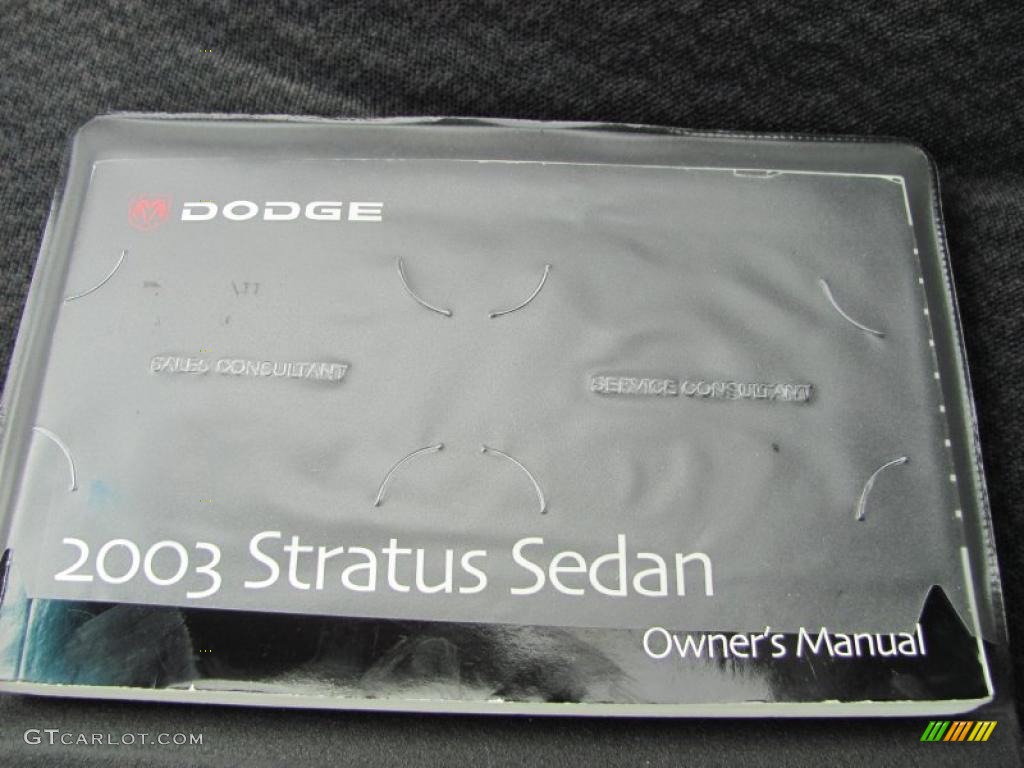 DODGE
SALES CONSULTANT
SERVICE CONSULTANT
2003 Stratus Sedan
Owner's Manual
GTCARLOT.COM